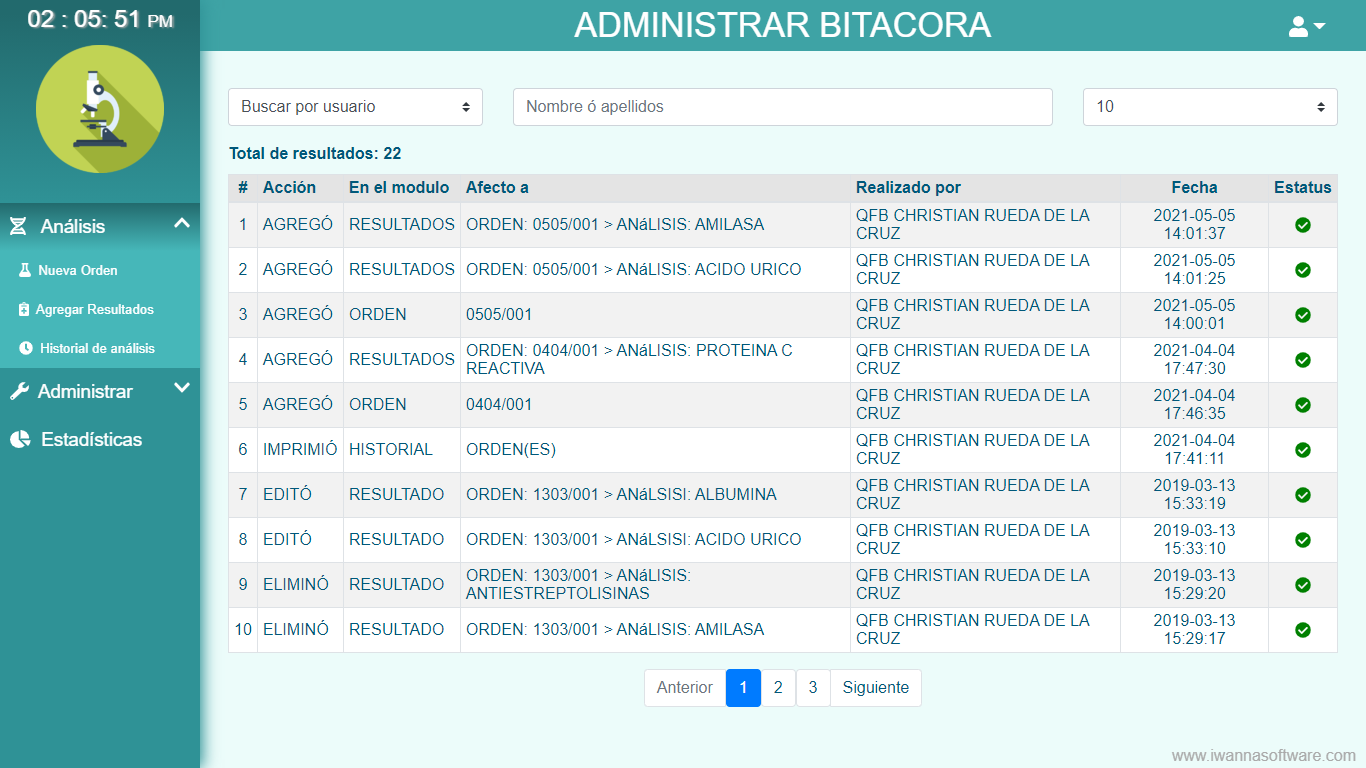 02 : 05: 51 PM
ADMINISTRAR BITACORA
Análisis
Nueva Orden
Agregar Resultados
Historial de análisis
Administrar
Estadísticas
Buscar por usuario
Nombre ó apellidos
10
Total de resultados: 22
# Acción En el modulo Afecto a Realizado por Fecha Estatus
1 AGREGÓ RESULTADOS ORDEN: 0505/001 > ANáLISIS: AMILASA QFB CHRISTIAN RUEDA DE LA 2021-05-05
CRUZ 14:01:37
2 AGREGÓ RESULTADOS ORDEN: 0505/001 > ANáLISIS: ACIDO URICO QFB CHRISTIAN RUEDA DE LA 2021-05-05
CRUZ 14:01:25
3 AGREGÓ ORDEN 0505/001 QFB CHRISTIAN RUEDA DE LA 2021-05-05
CRUZ 14:00:01
4 AGREGÓ RESULTADOS ORDEN: 0404/001 > ANáLISIS: PROTEINA C QFB CHRISTIAN RUEDA DE LA 2021-04-04
REACTIVA CRUZ 17:47:30
5 AGREGÓ ORDEN 0404/001 QFB CHRISTIAN RUEDA DE LA 2021-04-04
CRUZ 17:46:35
6 IMPRIMIÓ HISTORIAL ORDEN(ES) QFB CHRISTIAN RUEDA DE LA 2021-04-04
CRUZ 17:41:11
7 EDITÓ RESULTADO ORDEN: 1303/001 > ANáLSISI: ALBUMINA QFB CHRISTIAN RUEDA DE LA 2019-03-13
CRUZ 15:33:19
8 EDITÓ RESULTADO ORDEN: 1303/001 > ANáLSISI: ACIDO URICO QFB CHRISTIAN RUEDA DE LA 2019-03-13
CRUZ 15:33:10
9 ELIMINÓ RESULTADO ORDEN: 1303/001 > ANáLISIS: QFB CHRISTIAN RUEDA DE LA 2019-03-13
ANTIESTREPTOLISINAS CRUZ 15:29:20
10 ELIMINÓ RESULTADO ORDEN: 1303/001 > ANáLISIS: AMILASA QFB CHRISTIAN RUEDA DE LA 2019-03-13
CRUZ 15:29:17
Anterior 1 2 3 Siguiente
www.iwannasoftware.com